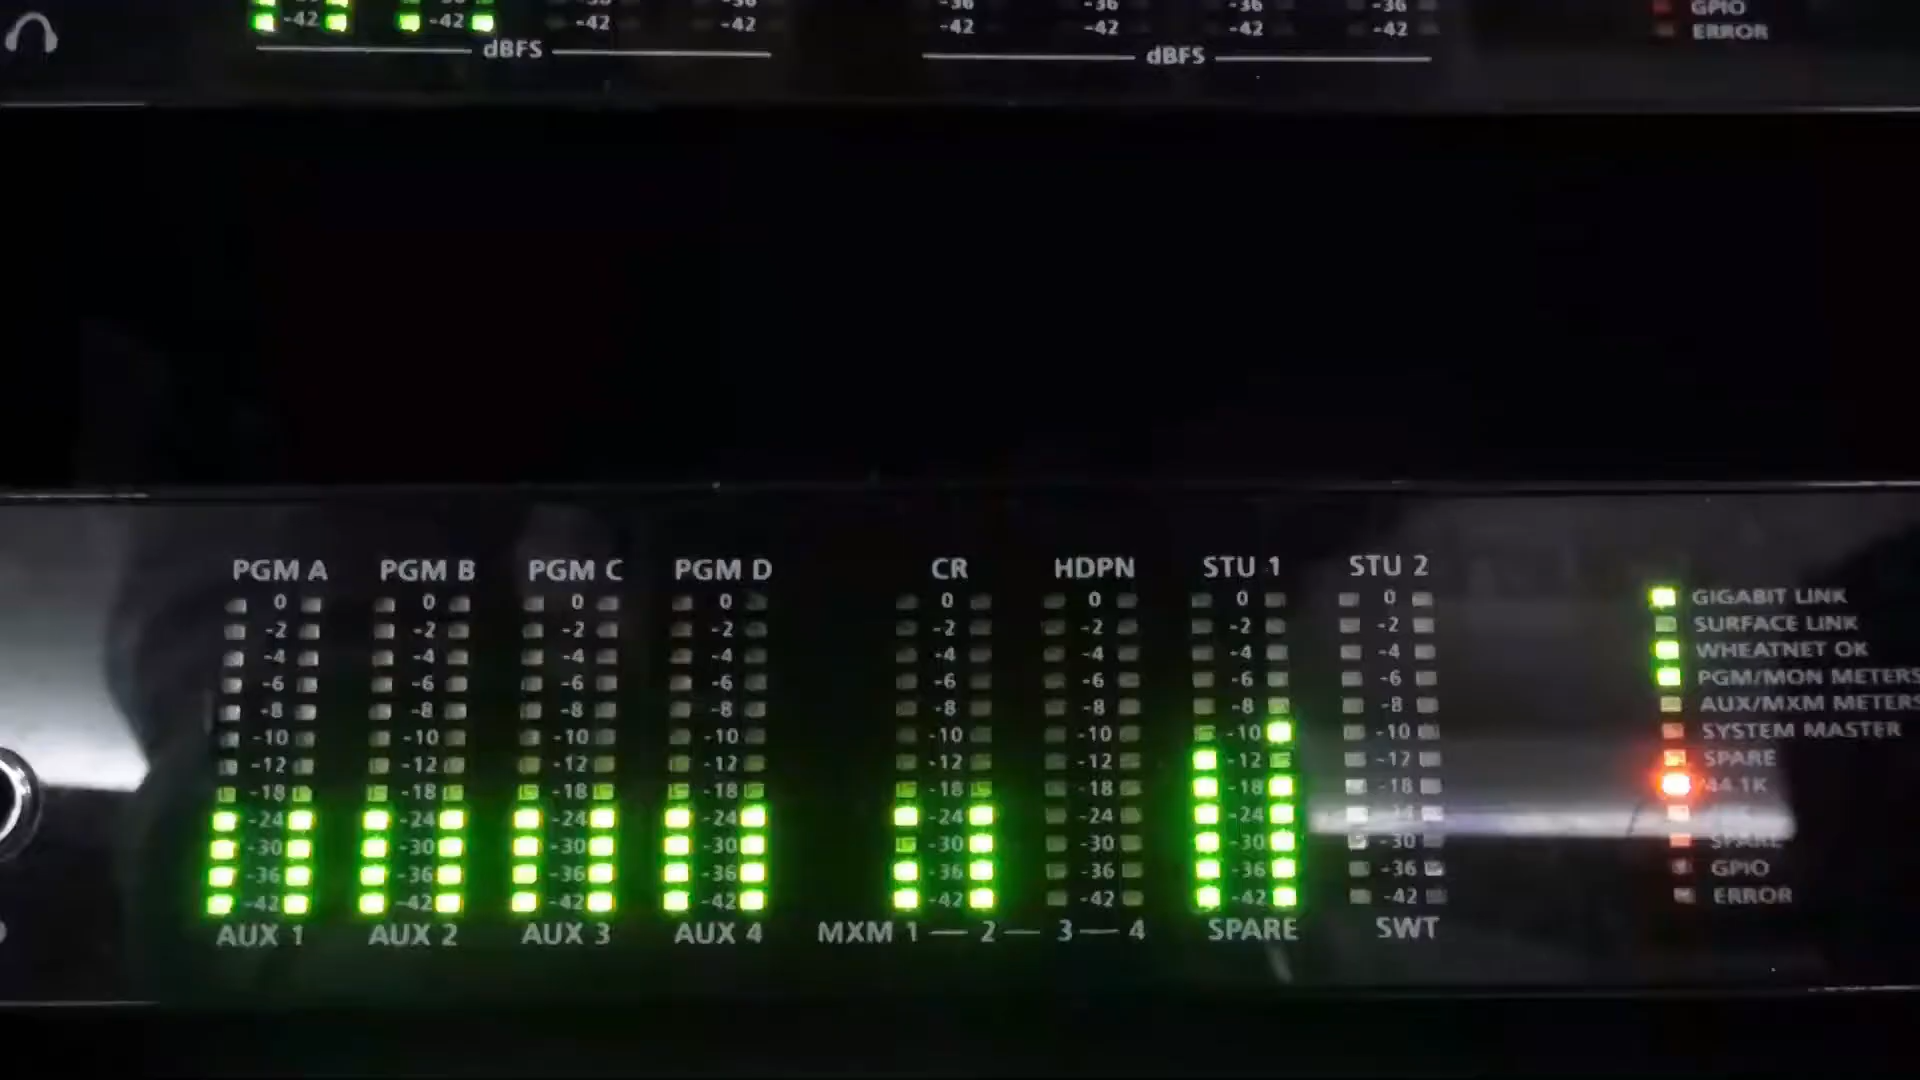 -36 -36 -36 -36
-42 -42 -42 -42 -42 -42 -42 -42
dBFS dBFS
GPIO
ERROR
PGM A PGM B PGM C PGM D CR HDPN STU 1 STU 2
0 0 0 0 0 0 0 0
-2 -2 -2 -2 -2 -2 -2 -2
-4 -4 -4 -4 -4 -4 -4 -4
-6 -6 -6 -6 -6 -6 -6 -6
-8 -8 -8 -8 -8 -8 -8 -8
-10 -10 -10 -10 -10 -10 -10 -10
-12 -12 -12 -12 -12 -12 -12 -12
-18 -18 -18 -18 -18 -18 -18 -18
-24 -24 -24 -24 -24 -24 -24 -24
-30 -30 -30 -30 -30 -30 -30 -30
-36 -36 -36 -36 -36 -36 -36 -36
-42 -42 -42 -42 -42 -42 -42 -42
AUX 1 AUX 2 AUX 3 AUX 4 MXM 1 — 2 — 3 — 4 SPARE SWT
GIGABIT LINK
SURFACE LINK
WHEATNET OK
PGM/MON METERS
AUX/MXM METERS
SYSTEM MASTER
SPARE
44.1K
SPARE
GPIO
ERROR